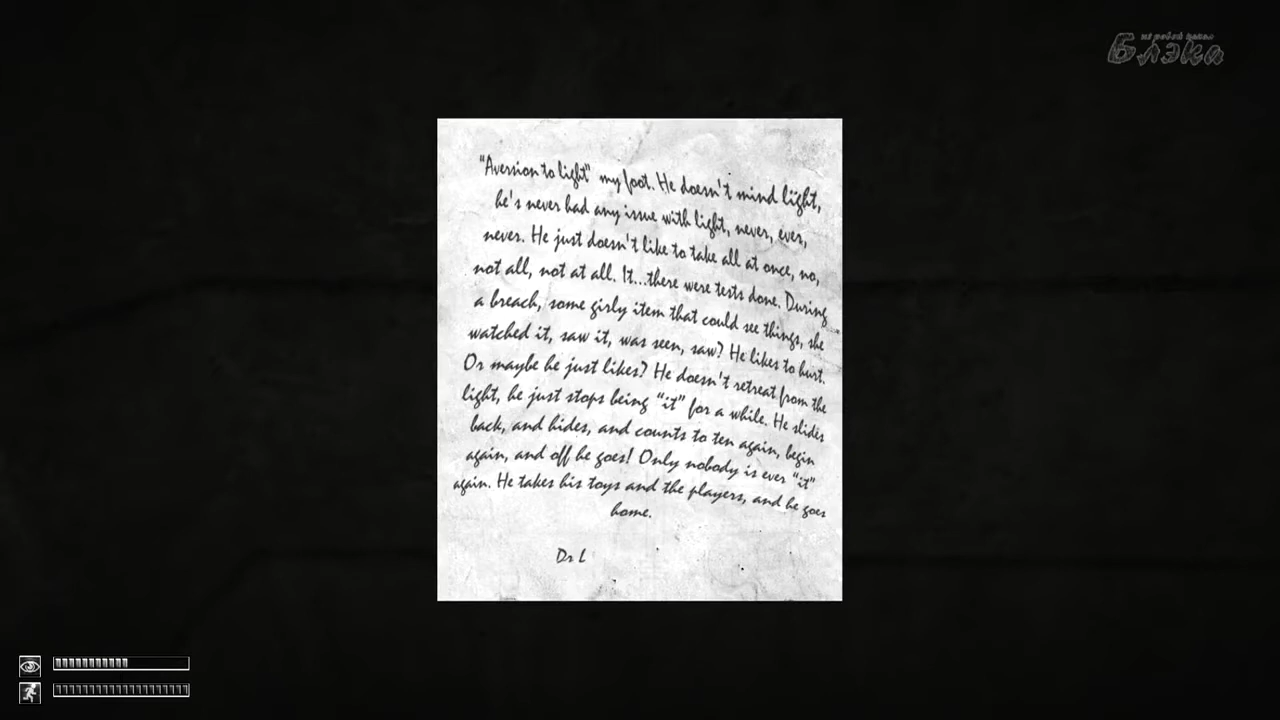 Блэка
"Aversion to light" my foot. He doesn't mind light,
he's never had any issue with light, never, ever,
never. He just doesn't like to take all at once, no,
not all, not at all. It...there were tests done. During
a breach, some girly item that could see things, she
watched it, saw it, was seen, saw? He likes to hurt.
Or maybe he just likes? He doesn't retreat from the
light, he just stops being "it" for a while. He slides
back, and hides, and counts to ten again, begin
again, and off he goes! Only nobody is ever "it"
again. He takes his toys and the players, and he goes
home.
Dr L